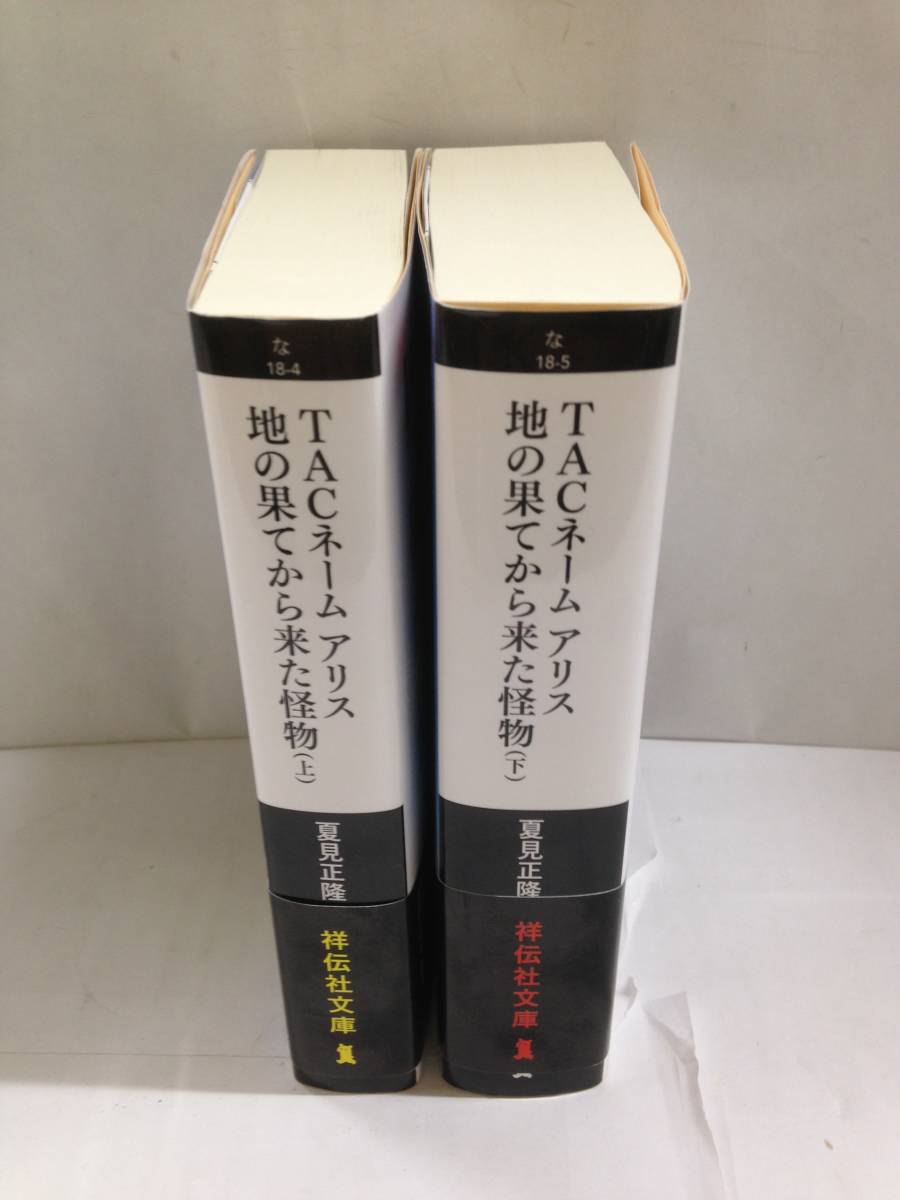 な
18-4
TACネーム アリス
地の果てから来た怪物(上)
夏見正隆
祥伝社文庫
な
18-5
TACネーム アリス
地の果てから来た怪物(下)
夏見正隆
祥伝社文庫